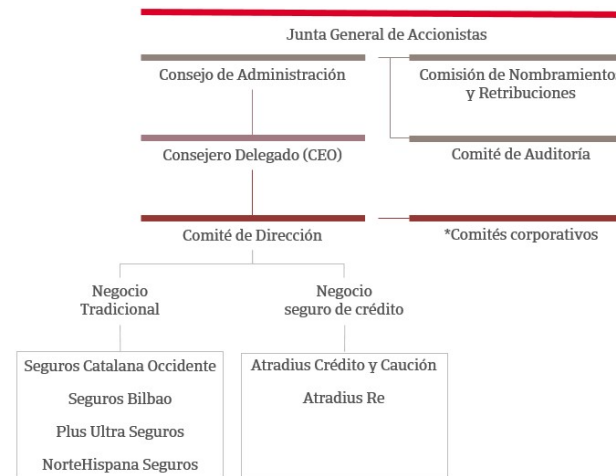 Junta General de Accionistas
Consejo de Administración
Comisión de Nombramientos
y Retribuciones
Consejero Delegado (CEO)
Comité de Auditoría
Comité de Dirección
*Comités corporativos
Negocio
Tradicional
Negocio
seguro de crédito
Seguros Catalana Occidente
Seguros Bilbao
Plus Ultra Seguros
NorteHispana Seguros
Atradius Crédito y Caución
Atradius Re